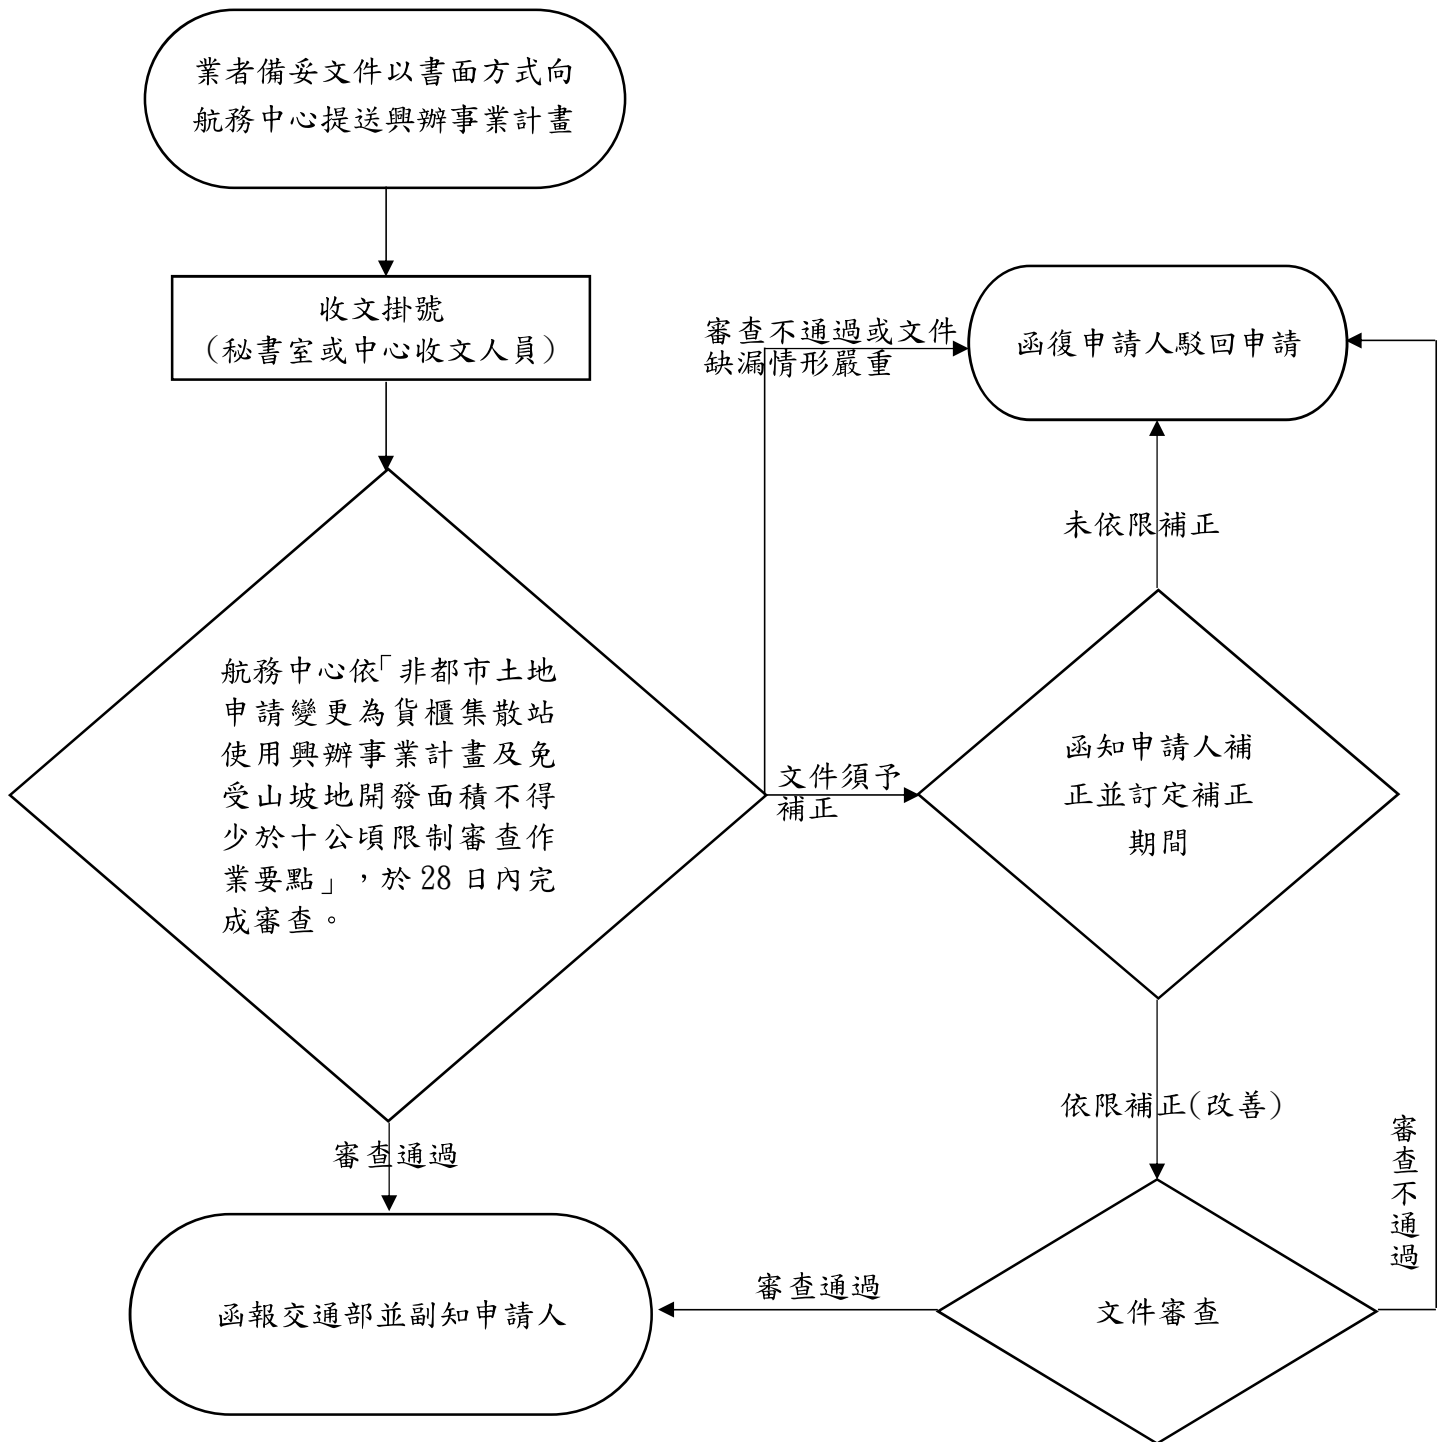 業者備妥文件以書面方式向
航務中心提送興辦事業計畫
收文掛號
（秘書室或中心收文人員）
審查不通過或文件
缺漏情形嚴重
函復申請人駁回申請
未依限補正
航務中心依「非都市土地
申請變更為貨櫃集散站
使用興辦事業計畫及免
受山坡地開發面積不得
少於十公頃限制審查作
業要點」，於 28 日內完
成審查。
文件須予
補正
函知申請人補
正並訂定補正
期間
依限補正(改善)
審查通過
審查不通過
函報交通部並副知申請人
審查通過
文件審查